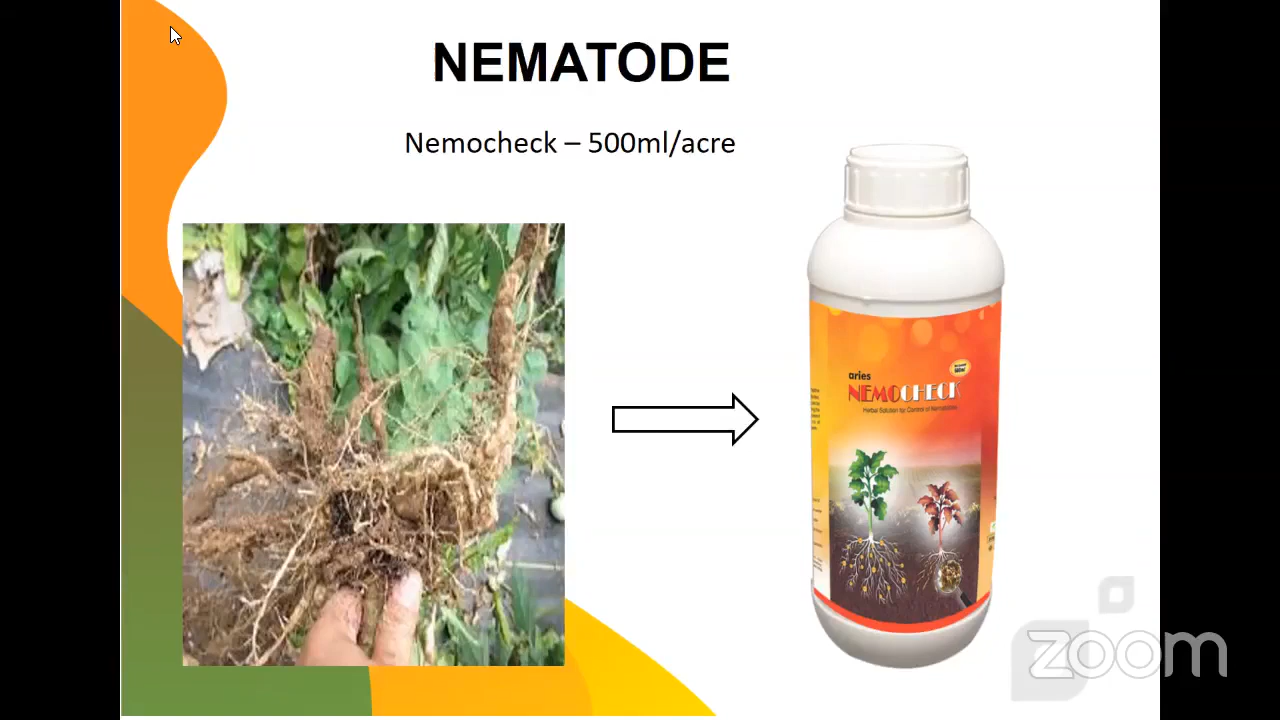 NEMATODE
Nemocheck – 500ml/acre
aries
NEMOCHECK
Herbal Solution for Control of Nematodes
zoom